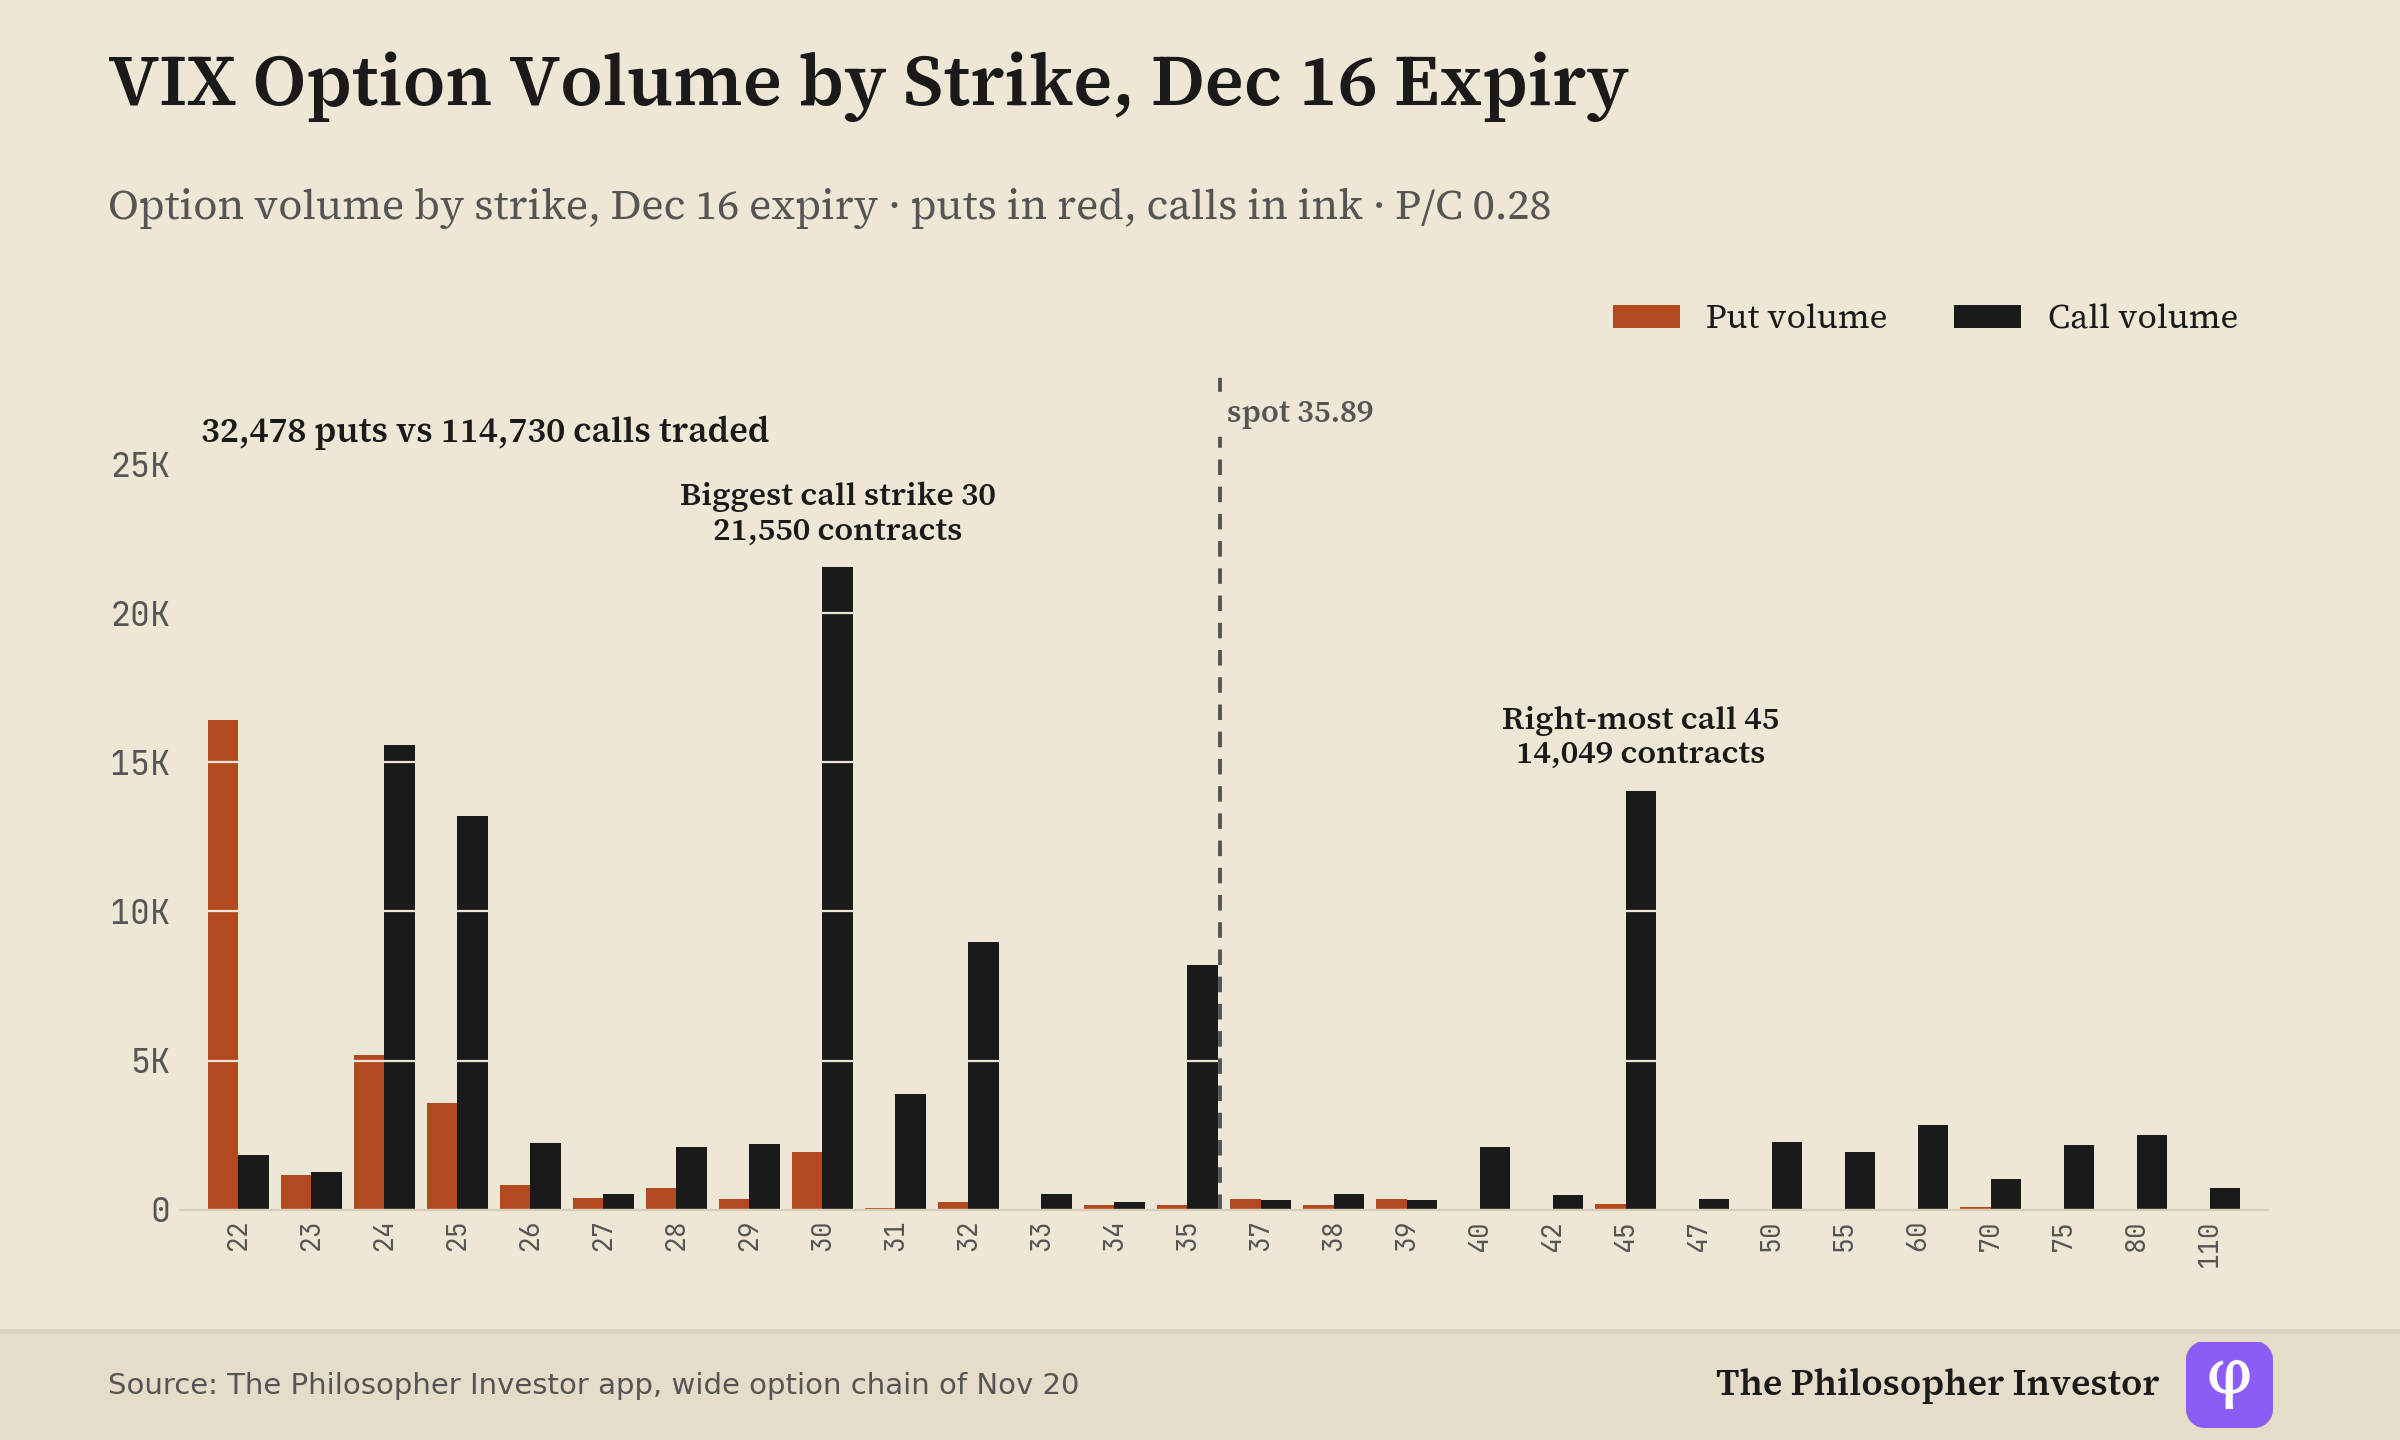 VIX Option Volume by Strike, Dec 16 Expiry
Option volume by strike, Dec 16 expiry · puts in red, calls in ink · P/C 0.28
Put volume
Call volume
spot 35.89
32,478 puts vs 114,730 calls traded
25K
Biggest call strike 30
21,550 contracts
20K
Right-most call 45
14,049 contracts
15K
10K
5K
0
22 23 24 25 26 27 28 29 30 31 32 33 34 35 37 38 39 40 42 45 47 50 55 60 70 75 80 110
Source: The Philosopher Investor app, wide option chain of Nov 20
The Philosopher Investor
φ